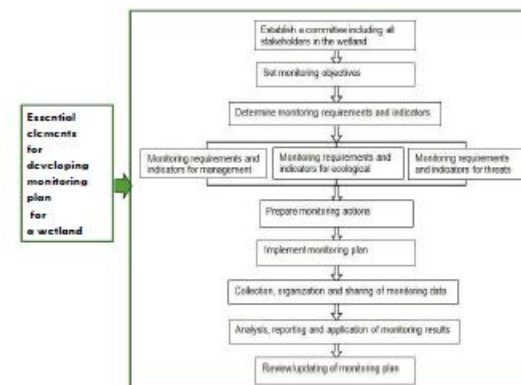 Essential
elements
for
developing
monitoring
plan
for
a wetland
Establish a committee including all
stakeholders in the wetland
Set monitoring objectives
Determine monitoring requirements and indicators
Monitoring requirements and
indicators for management
Monitoring requirements and
indicators for ecological
Monitoring requirements
and indicators for threats
Prepare monitoring actions
Implement monitoring plan
Collection, organization and sharing of monitoring data
Analysis, reporting and application of monitoring results
Review/updating of monitoring plan